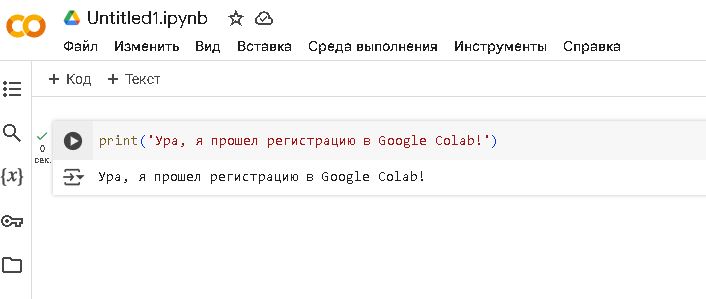 Untitled1.ipynb
Файл Изменить Вид Вставка Среда выполнения Инструменты Справка
+ Код + Текст
print('Ура, я прошел регистрацию в Google Colab!')
0
сек.
Ура, я прошел регистрацию в Google Colab!
{x}